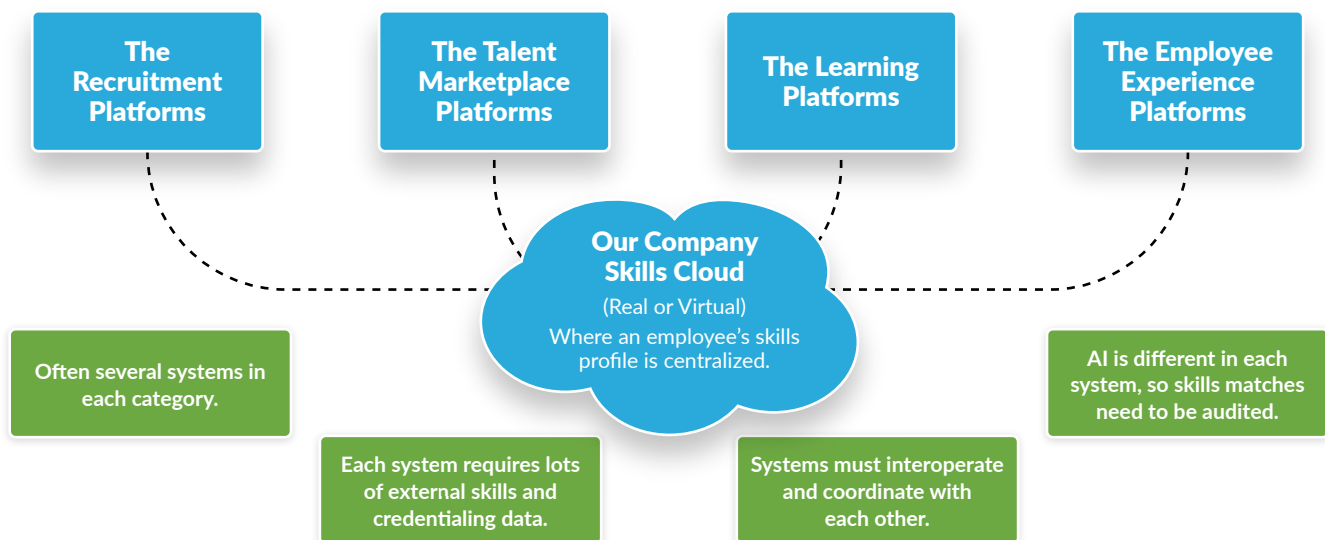 The
Recruitment
Platforms
The Talent
Marketplace
Platforms
The Learning
Platforms
The Employee
Experience
Platforms
Our Company
Skills Cloud
(Real or Virtual)
Where an employee’s skills
profile is centralized.
Often several systems in
each category.
Each system requires lots
of external skills and
credentialing data.
Systems must interoperate
and coordinate with
each other.
AI is different in each
system, so skills matches
need to be audited.